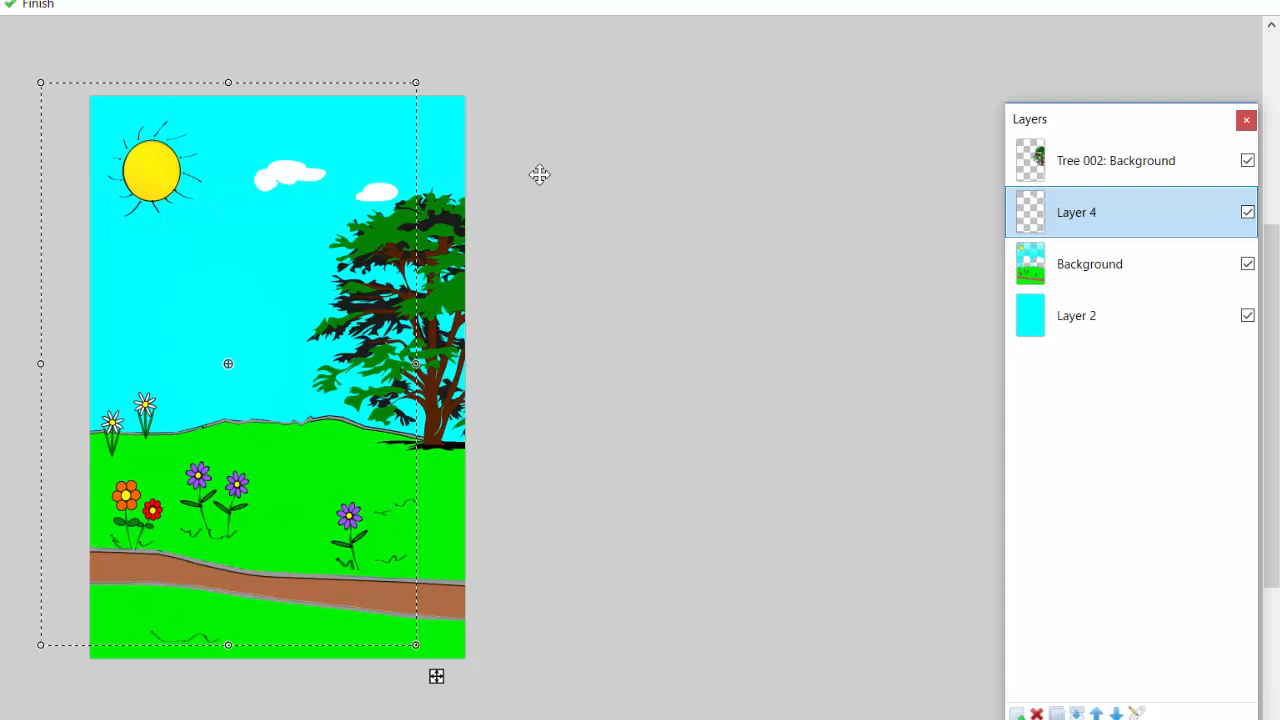 Finish
Layers
Tree 002: Background
Layer 4
Background
Layer 2